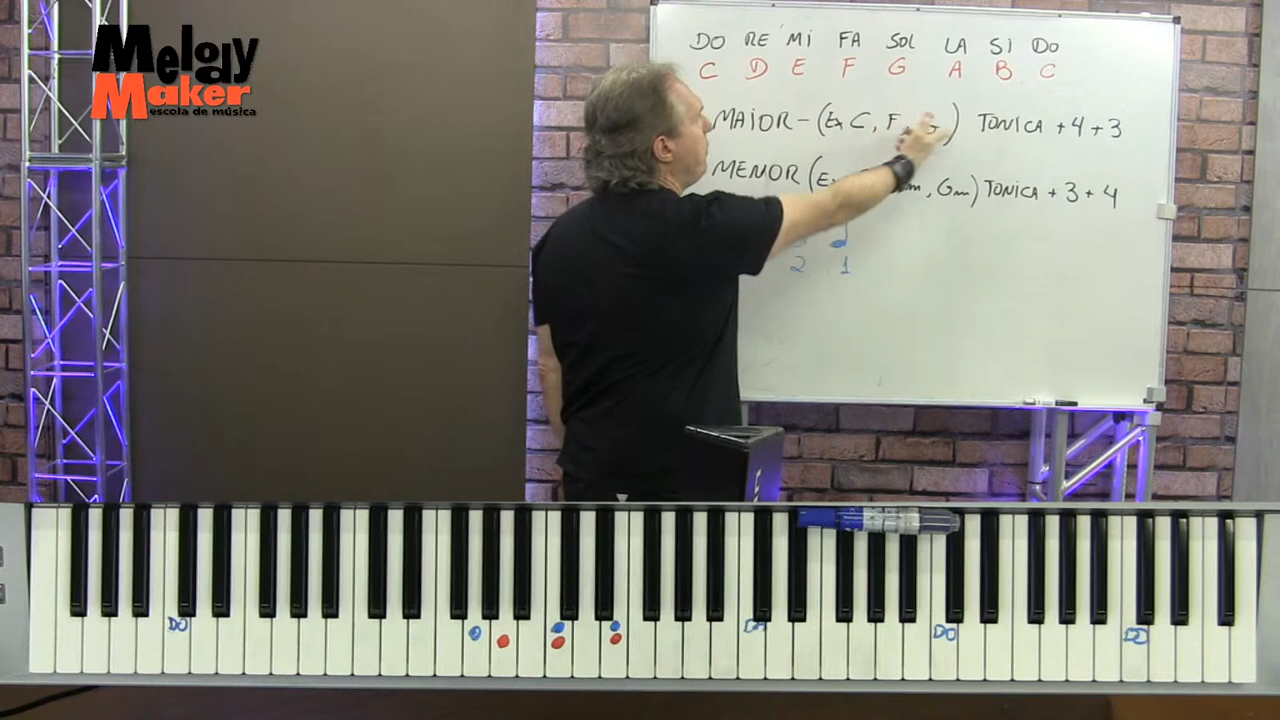 Melody
Maker
escola de música
DO RE MI FA SOL LA SI DO
C D E F G A B C
MAIOR - (Ex C, F, G) TONICA + 4 + 3
MENOR (Ex Gm) TONICA + 3 + 4
2 1
DO DO DO